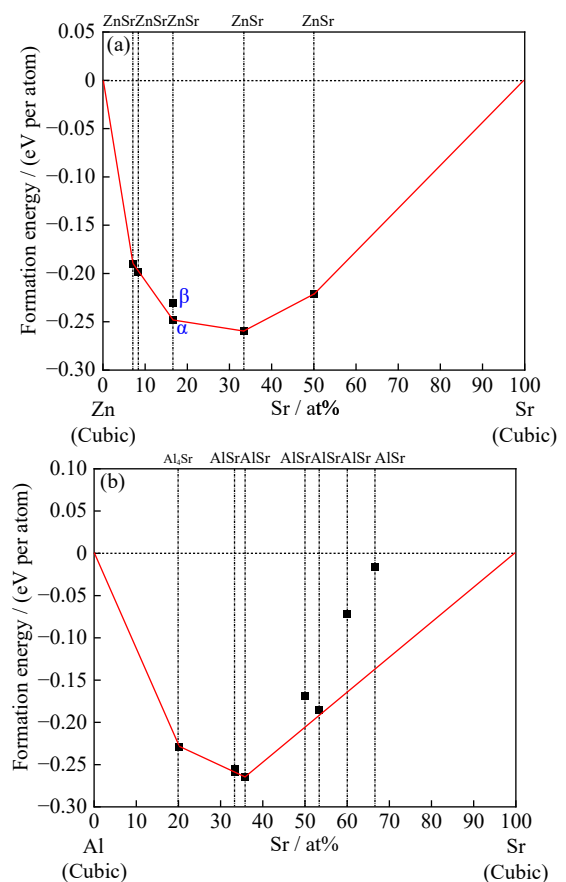 ZnSr ZnSr ZnSr ZnSr ZnSr
(a)
0.05
0
−0.05
−0.10
−0.15
−0.20
−0.25
−0.30
Formation energy / (eV per atom)
β
α
0 10 20 30 40 50 60 70 80 90 100
Zn Sr / at% Sr
(Cubic) (Cubic)
Al₄Sr AlSr AlSr AlSr AlSr AlSr AlSr
(b)
0.10
0.05
0
−0.05
−0.10
−0.15
−0.20
−0.25
−0.30
Formation energy / (eV per atom)
0 10 20 30 40 50 60 70 80 90 100
Al Sr / at% Sr
(Cubic) (Cubic)